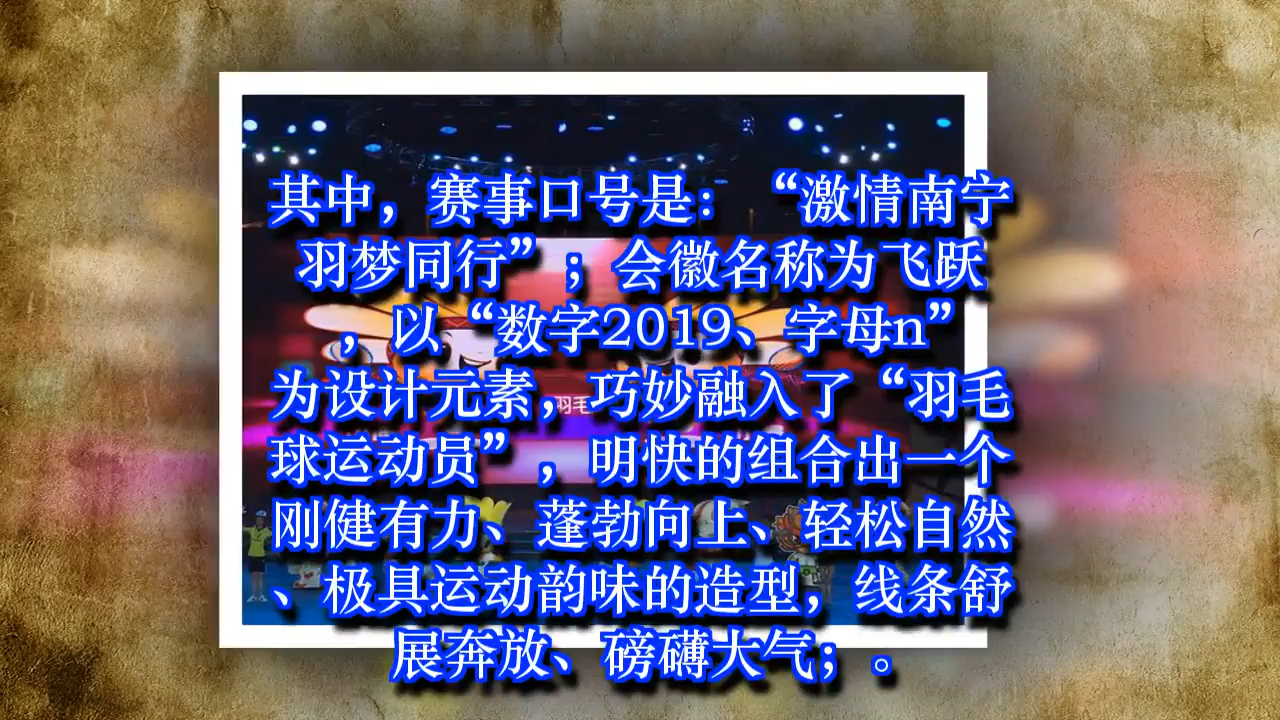 其中，赛事口号是：“激情南宁
羽梦同行”；会徽名称为飞跃
，以“数字2019、字母n”
为设计元素，巧妙融入了“羽毛
球运动员”，明快的组合出一个
刚健有力、蓬勃向上、轻松自然
、极具运动韵味的造型，线条舒
展奔放、磅礴大气；。
羽毛